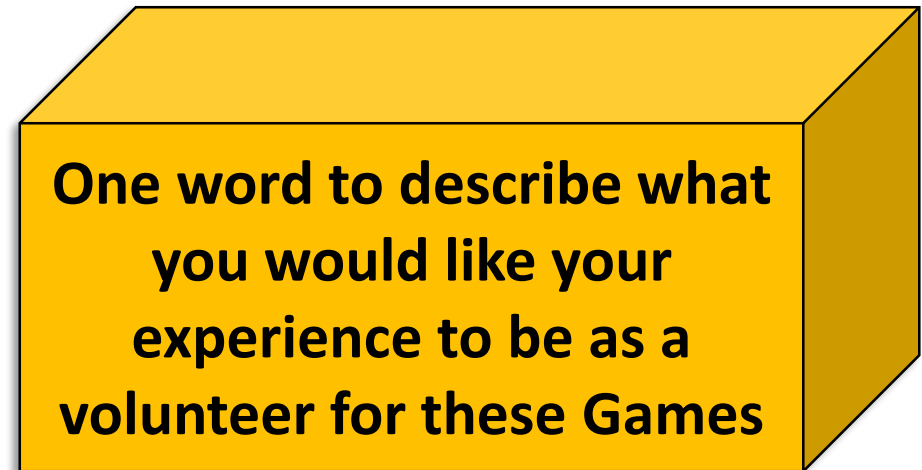 One word to describe what
you would like your
experience to be as a
volunteer for these Games